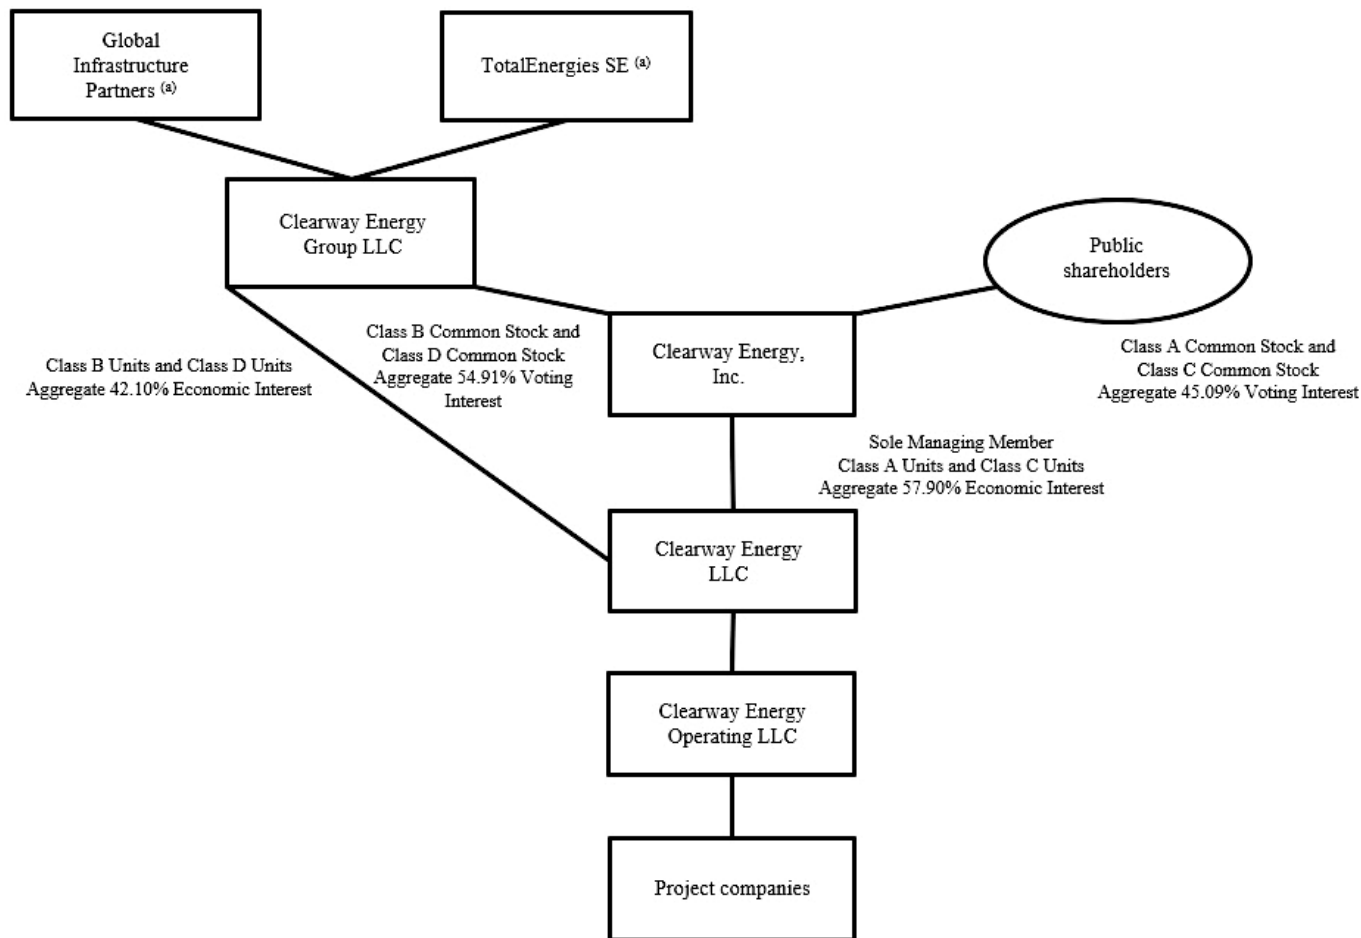 Global
Infrastructure
Partners (a)
TotalEnergies SE (a)
Clearway Energy
Group LLC
Public
shareholders
Class B Units and Class D Units
Aggregate 42.10% Economic Interest
Class B Common Stock and
Class D Common Stock
Aggregate 54.91% Voting
Interest
Clearway Energy,
Inc.
Class A Common Stock and
Class C Common Stock
Aggregate 45.09% Voting Interest
Sole Managing Member
Class A Units and Class C Units
Aggregate 57.90% Economic Interest
Clearway Energy
LLC
Clearway Energy
Operating LLC
Project companies